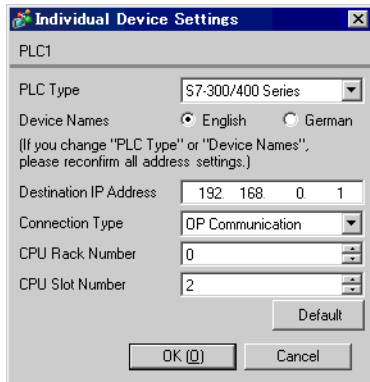 Individual Device Settings
PLC1
PLC Type S7-300/400 Series
Device Names English German
(If you change "PLC Type" or "Device Names",
please reconfirm all address settings.)
Destination IP Address 192. 168. 0. 1
Connection Type OP Communication
CPU Rack Number 0
CPU Slot Number 2
Default
OK (O) Cancel